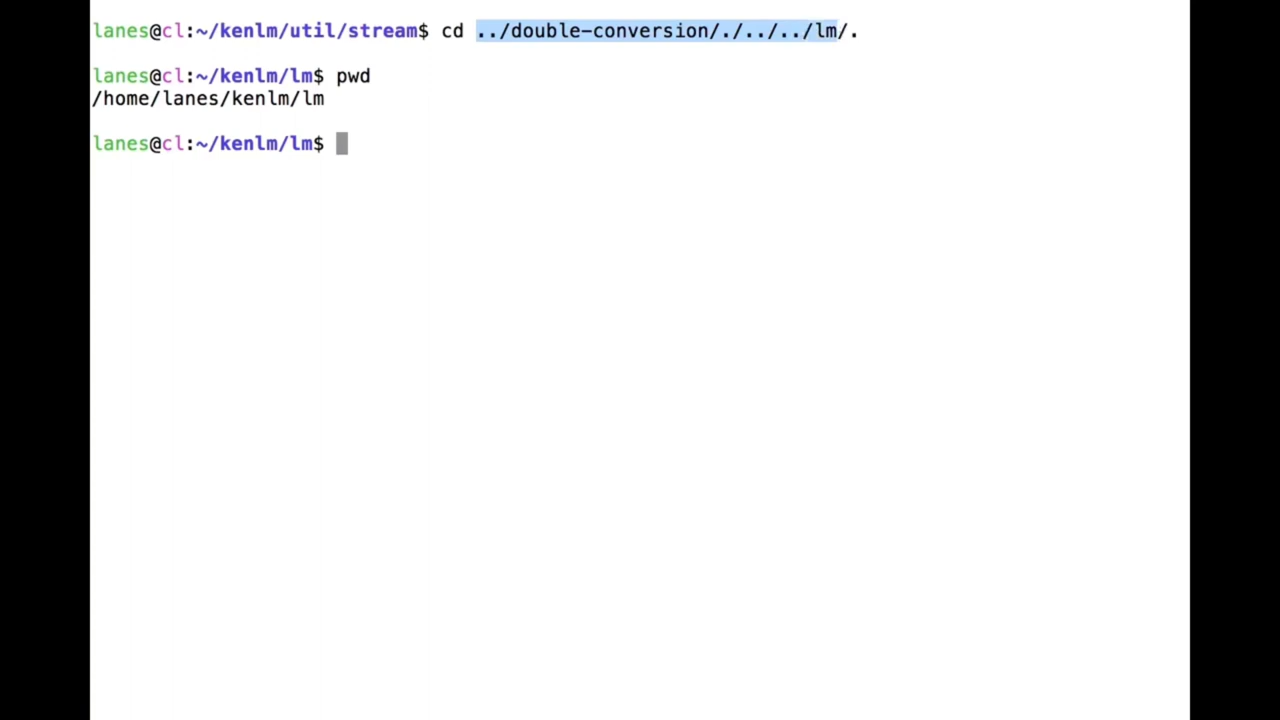 lanes@cl:~/kenlm/util/stream$ cd ../double-conversion/./../../lm/.
lanes@cl:~/kenlm/lm$ pwd
/home/lanes/kenlm/lm
lanes@cl:~/kenlm/lm$